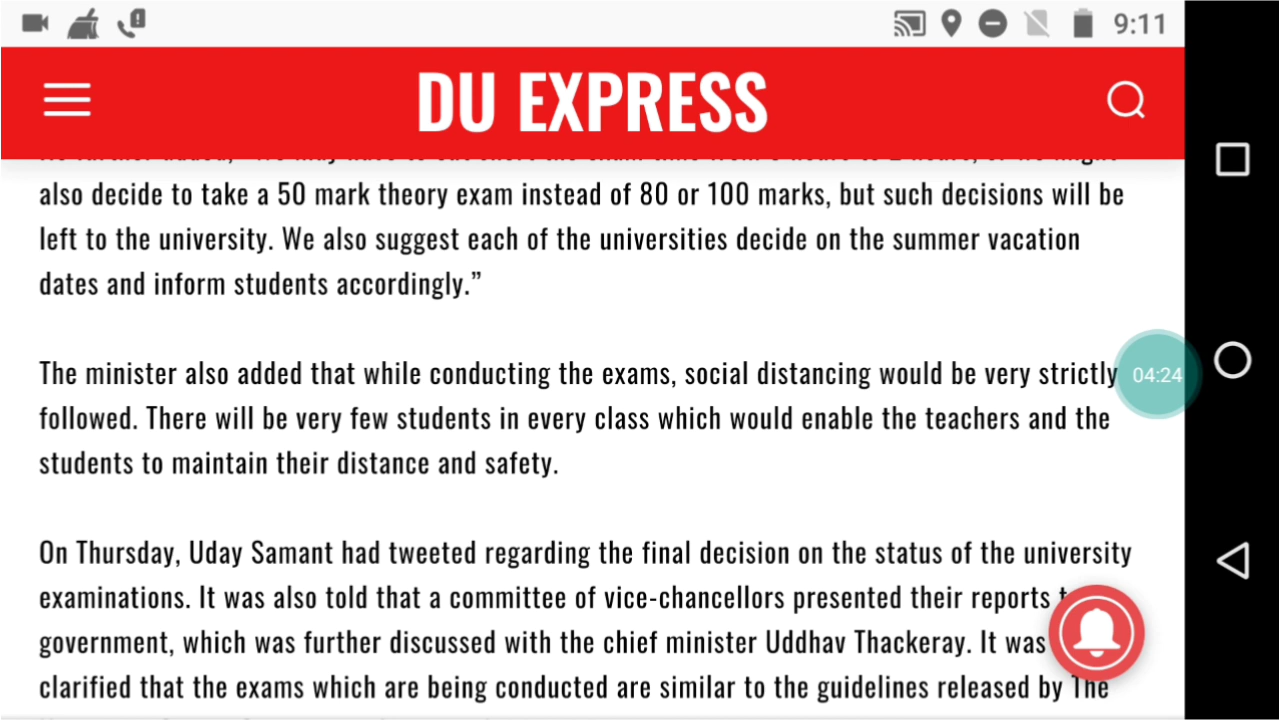 9:11
DU EXPRESS
also decide to take a 50 mark theory exam instead of 80 or 100 marks, but such decisions will be
left to the university. We also suggest each of the universities decide on the summer vacation
dates and inform students accordingly.”
The minister also added that while conducting the exams, social distancing would be very strictly
04:24
followed. There will be very few students in every class which would enable the teachers and the
students to maintain their distance and safety.
On Thursday, Uday Samant had tweeted regarding the final decision on the status of the university
examinations. It was also told that a committee of vice-chancellors presented their reports
government, which was further discussed with the chief minister Uddhav Thackeray. It was
clarified that the exams which are being conducted are similar to the guidelines released by The